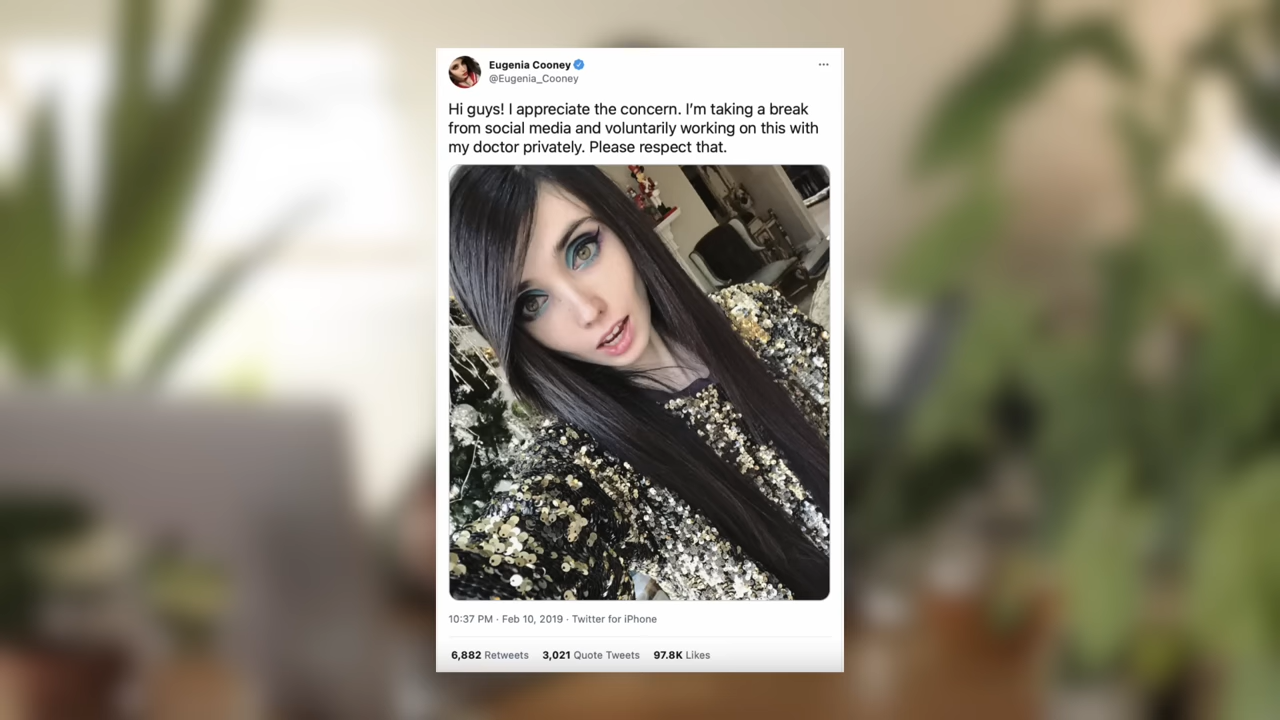 Eugenia Cooney
@Eugenia_Cooney
Hi guys! I appreciate the concern. I’m taking a break
from social media and voluntarily working on this with
my doctor privately. Please respect that.
10:37 PM · Feb 10, 2019 · Twitter for iPhone
6,882 Retweets 3,021 Quote Tweets 97.8K Likes